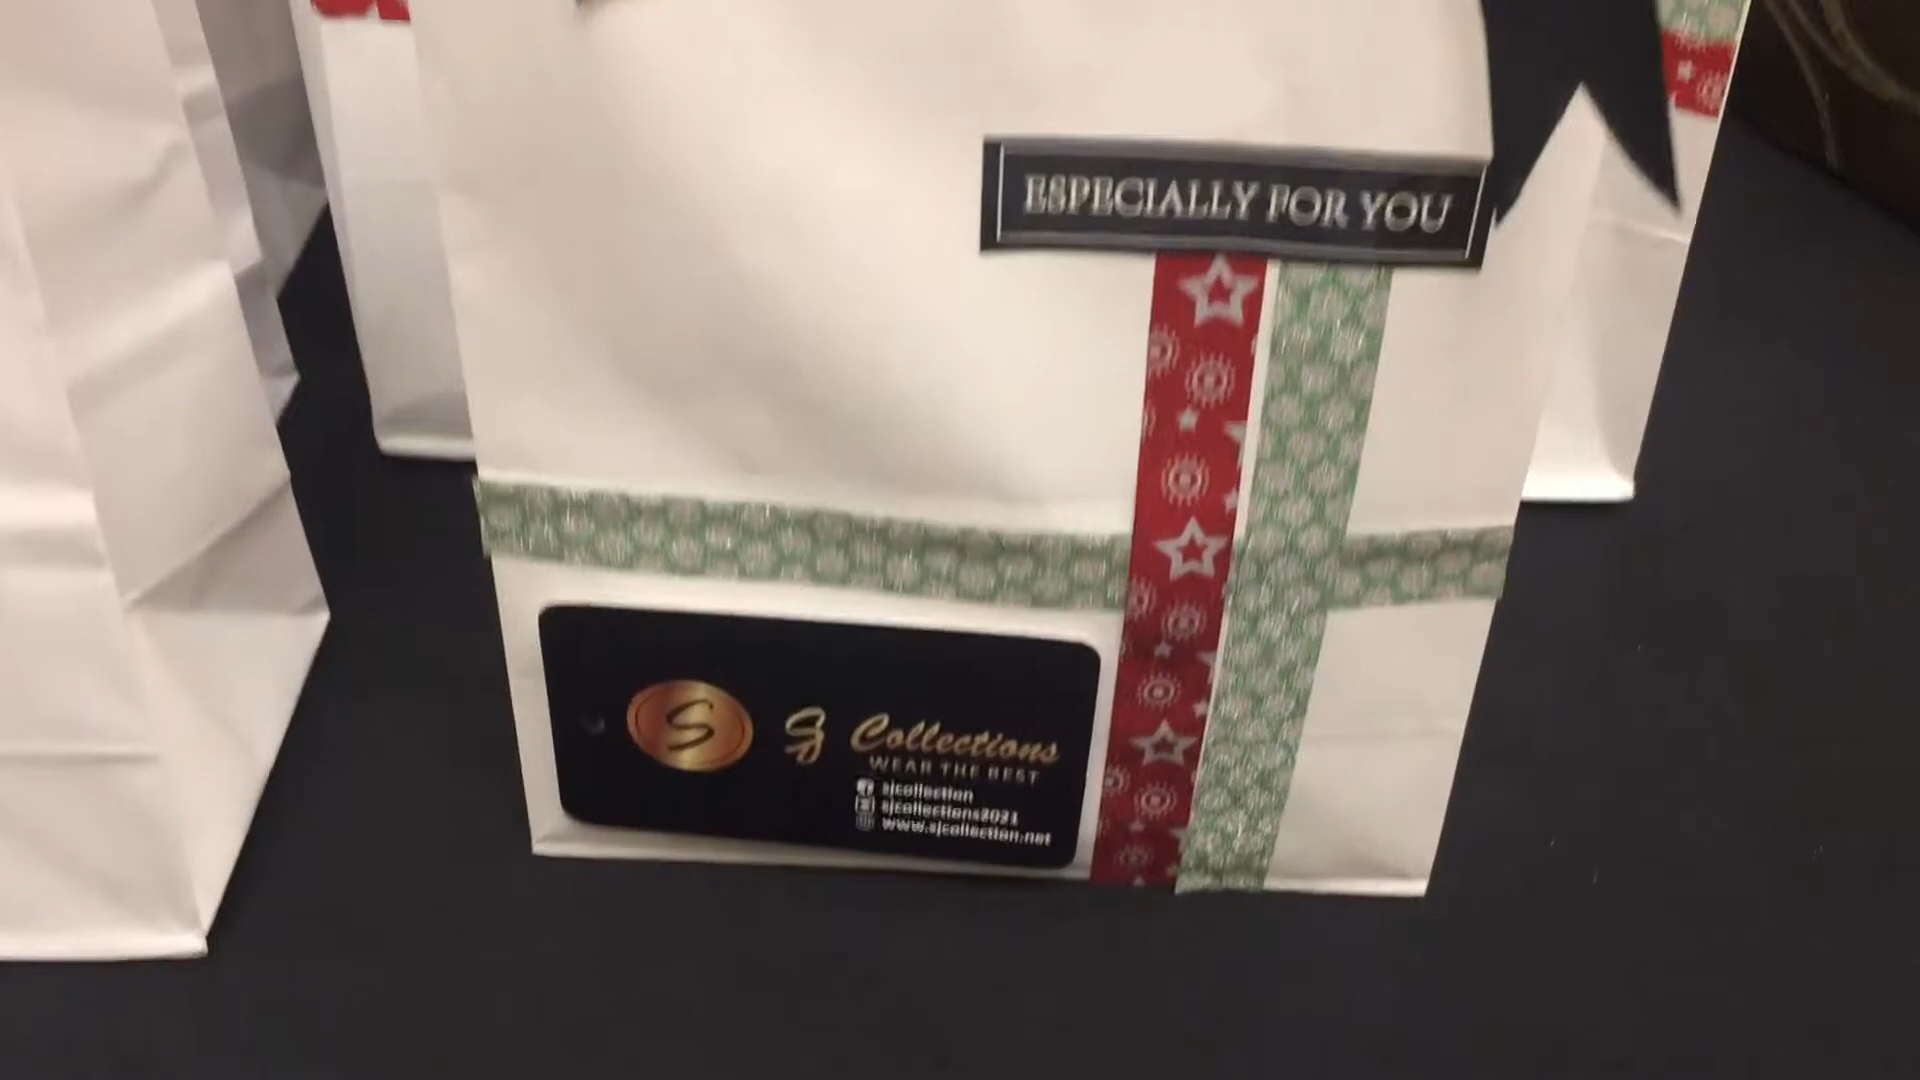 ESPECIALLY FOR YOU
S
SJ Collections
WEAR THE BEST
sjcollection
sjcollections2021
www.sjcollection.net